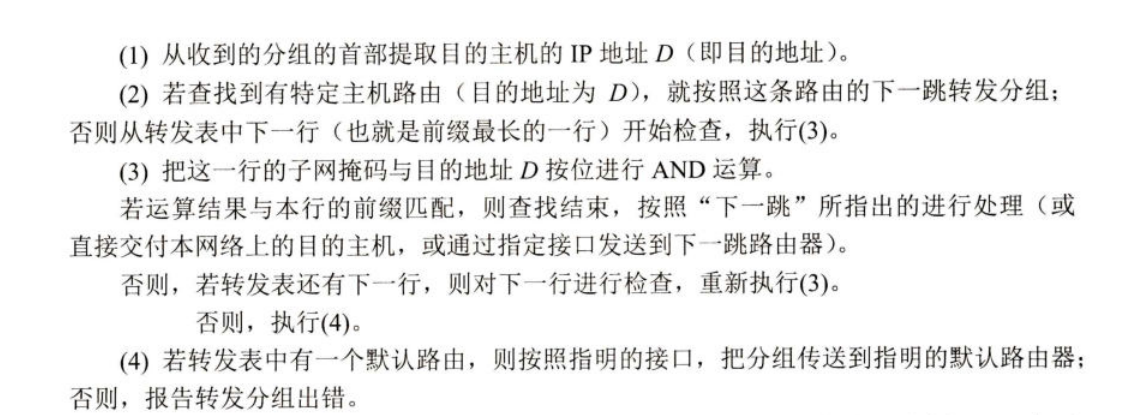 (1) 从收到的分组的首部提取目的主机的 IP 地址 D（即目的地址）。
(2) 若查找到有特定主机路由（目的地址为 D），就按照这条路由的下一跳转发分组；
否则从转发表中下一行（也就是前缀最长的一行）开始检查，执行(3)。
(3) 把这一行的子网掩码与目的地址 D 按位进行 AND 运算。
若运算结果与本行的前缀匹配，则查找结束，按照“下一跳”所指出的进行处理（或
直接交付本网络上的目的主机，或通过指定接口发送到下一跳路由器）。
否则，若转发表还有下一行，则对下一行进行检查，重新执行(3)。
否则，执行(4)。
(4) 若转发表中有一个默认路由，则按照指明的接口，把分组传送到指明的默认路由器；
否则，报告转发分组出错。